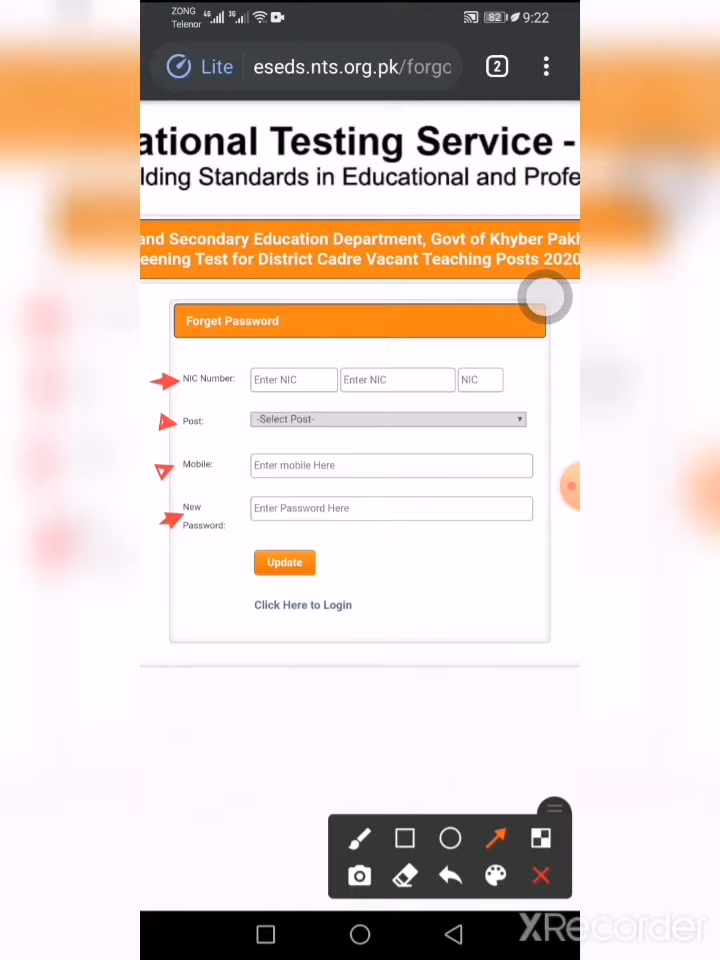 ZONG
Telenor
4G
3G
82
9:22
Lite
eseds.nts.org.pk/forgo
2
ational Testing Service -
lding Standards in Educational and Profe
and Secondary Education Department, Govt of Khyber Pakh
eening Test for District Cadre Vacant Teaching Posts 2020
Forget Password
NIC Number:
Enter NIC
Enter NIC
NIC
Post:
-Select Post-
Mobile:
Enter mobile Here
New
Password:
Enter Password Here
Update
Click Here to Login
XRecorder